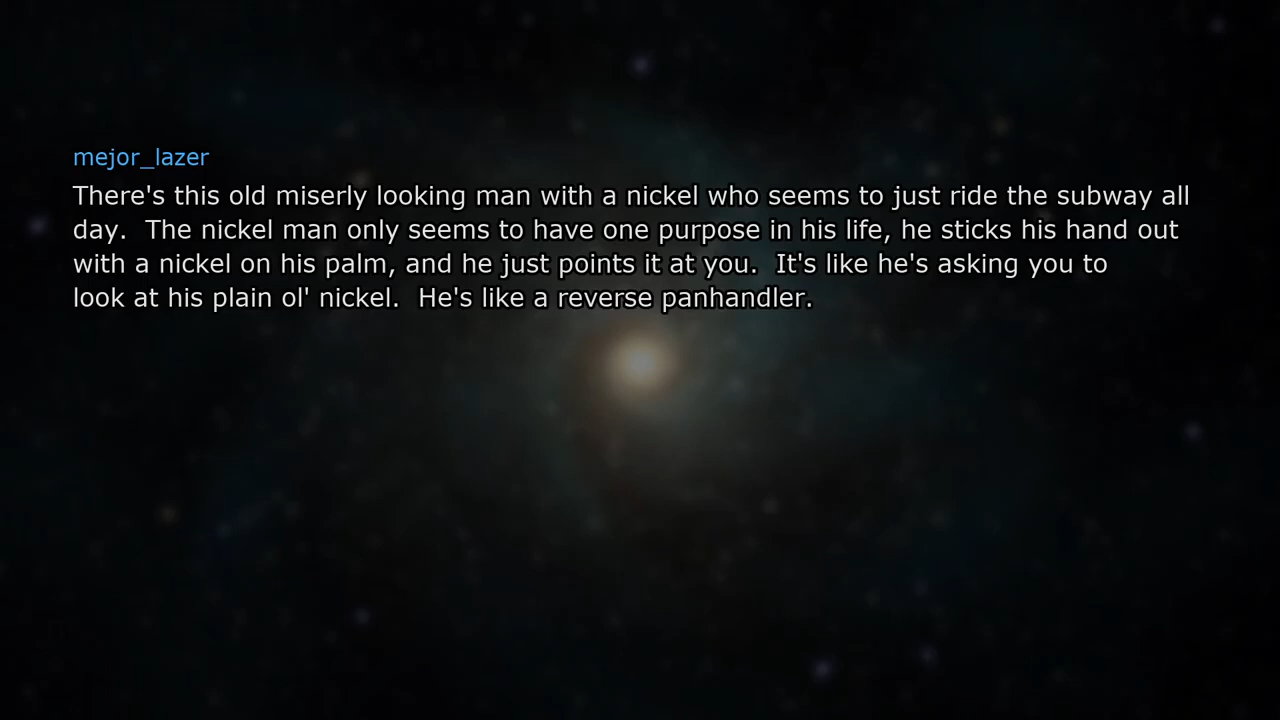 mejor_lazer
There's this old miserly looking man with a nickel who seems to just ride the subway all
day.  The nickel man only seems to have one purpose in his life, he sticks his hand out
with a nickel on his palm, and he just points it at you.  It's like he's asking you to
look at his plain ol' nickel.  He's like a reverse panhandler.